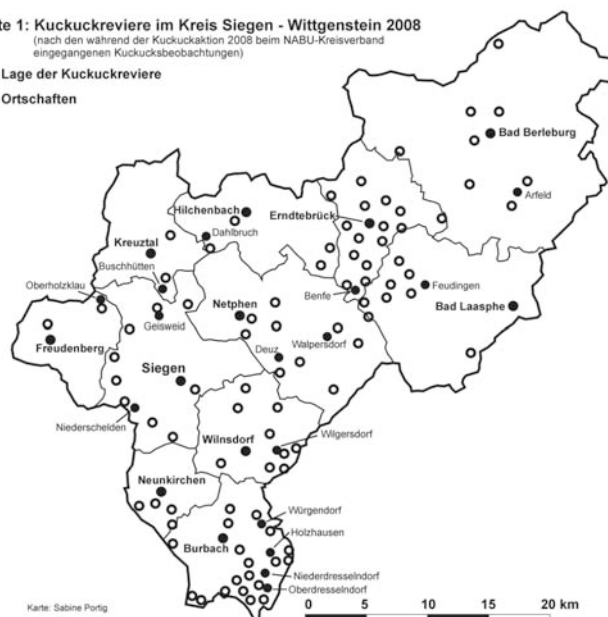 te 1: Kuckuckreviere im Kreis Siegen - Wittgenstein 2008
(nach den während der Kuckuckaktion 2008 beim NABU-Kreisverband
eingegangenen Kuckucksbeobachtungen)
Lage der Kuckuckreviere
Ortschaften
Bad Berleburg
Arfeld
Hilchenbach
Erndtebrück
Dahlbruch
Kreuztal
Buschhütten
Oberholzklau
Benfe
Feudingen
Netphen
Bad Laasphe
Geisweid
Freudenberg
Walpersdorf
Deuz
Siegen
Niederschelden
Wilnsdorf
Wilgersdorf
Neunkirchen
Würgendorf
Holzhausen
Burbach
Niederdresselndorf
Oberdresselndorf
Karte: Sabine Portig
0 5 10 15 20 km